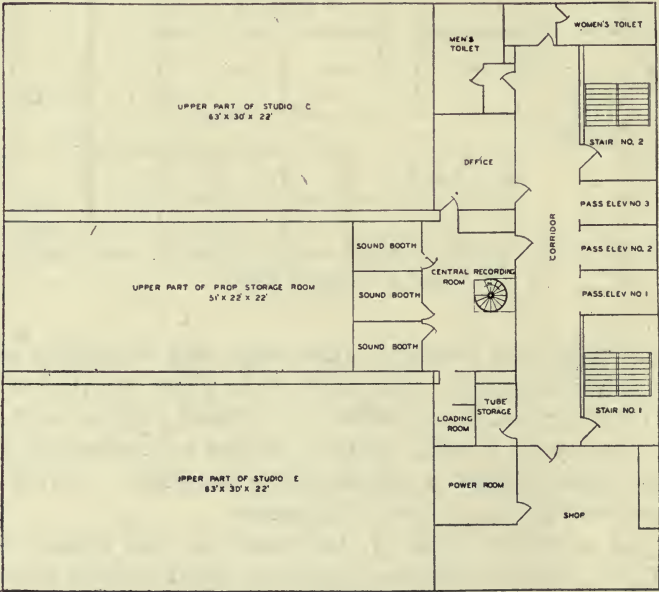 WOMEN'S TOILET
MEN'S
TOILET
UPPER PART OF STUDIO C
63' X 30' X 22'
STAIR NO. 2
OFFICE
PASS ELEV NO 3
CORRIDOR
PASS ELEV NO. 2
SOUND BOOTH
CENTRAL RECORDING
ROOM
UPPER PART OF PROP STORAGE ROOM
51' X 22' X 22'
SOUND BOOTH
PASS. ELEV NO 1
SOUND BOOTH
TUBE
STORAGE
STAIR NO. 1
LOADING
ROOM
UPPER PART OF STUDIO E
63' X 30' X 22'
POWER ROOM
SHOP